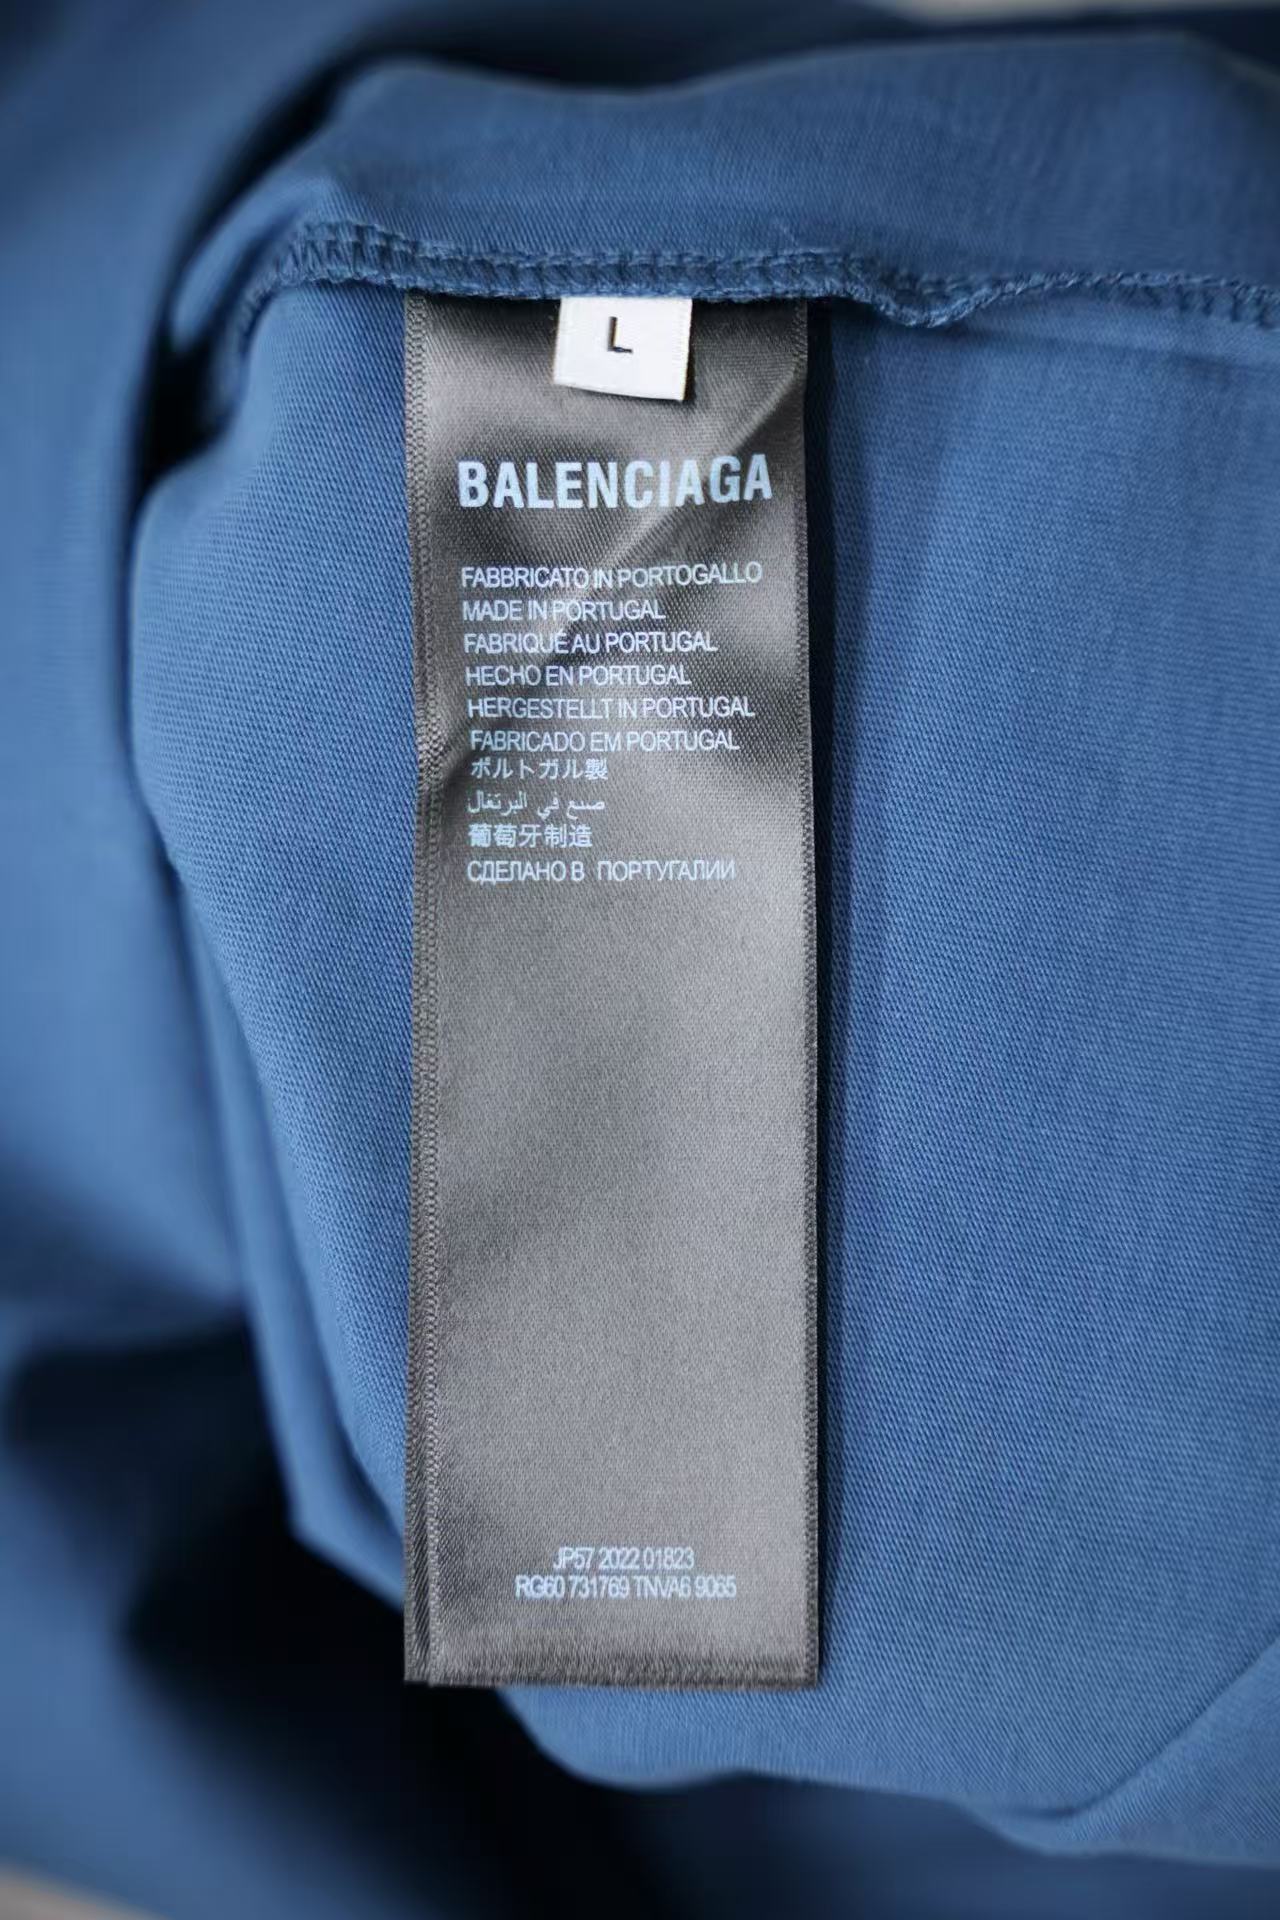 L
BALENCIAGA
FABBRICATO IN PORTOGALLO
MADE IN PORTUGAL
FABRIQUE AU PORTUGAL
HECHO EN PORTUGAL
HERGESTELLT IN PORTUGAL
FABRICADO EM PORTUGAL
ポルトガル製
صنع في البرتغال
葡萄牙制造
СДЕЛАНО В ПОРТУГАЛИИ
JP57 2022 01823
RG60 731769 TNVA6 9065